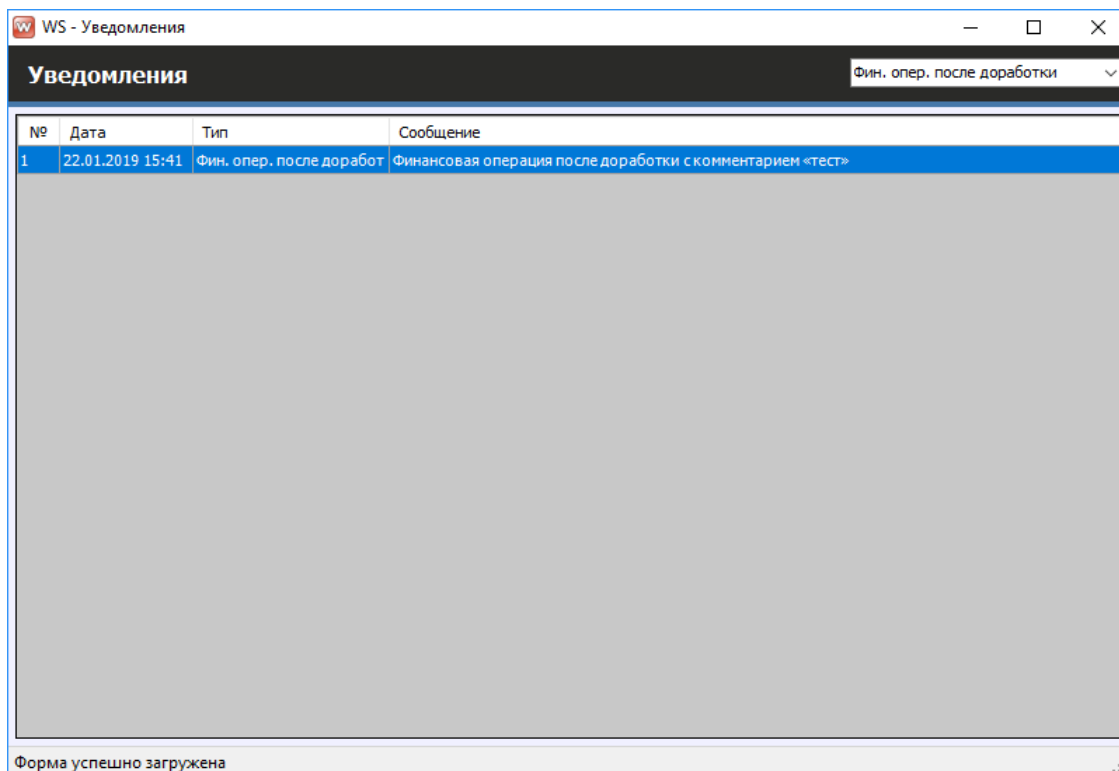 WS - Уведомления
Уведомления Фин. опер. после доработки
№ Дата Тип Сообщение
1 22.01.2019 15:41 Фин. опер. после доработ Финансовая операция после доработки с комментарием «тест»
Форма успешно загружена